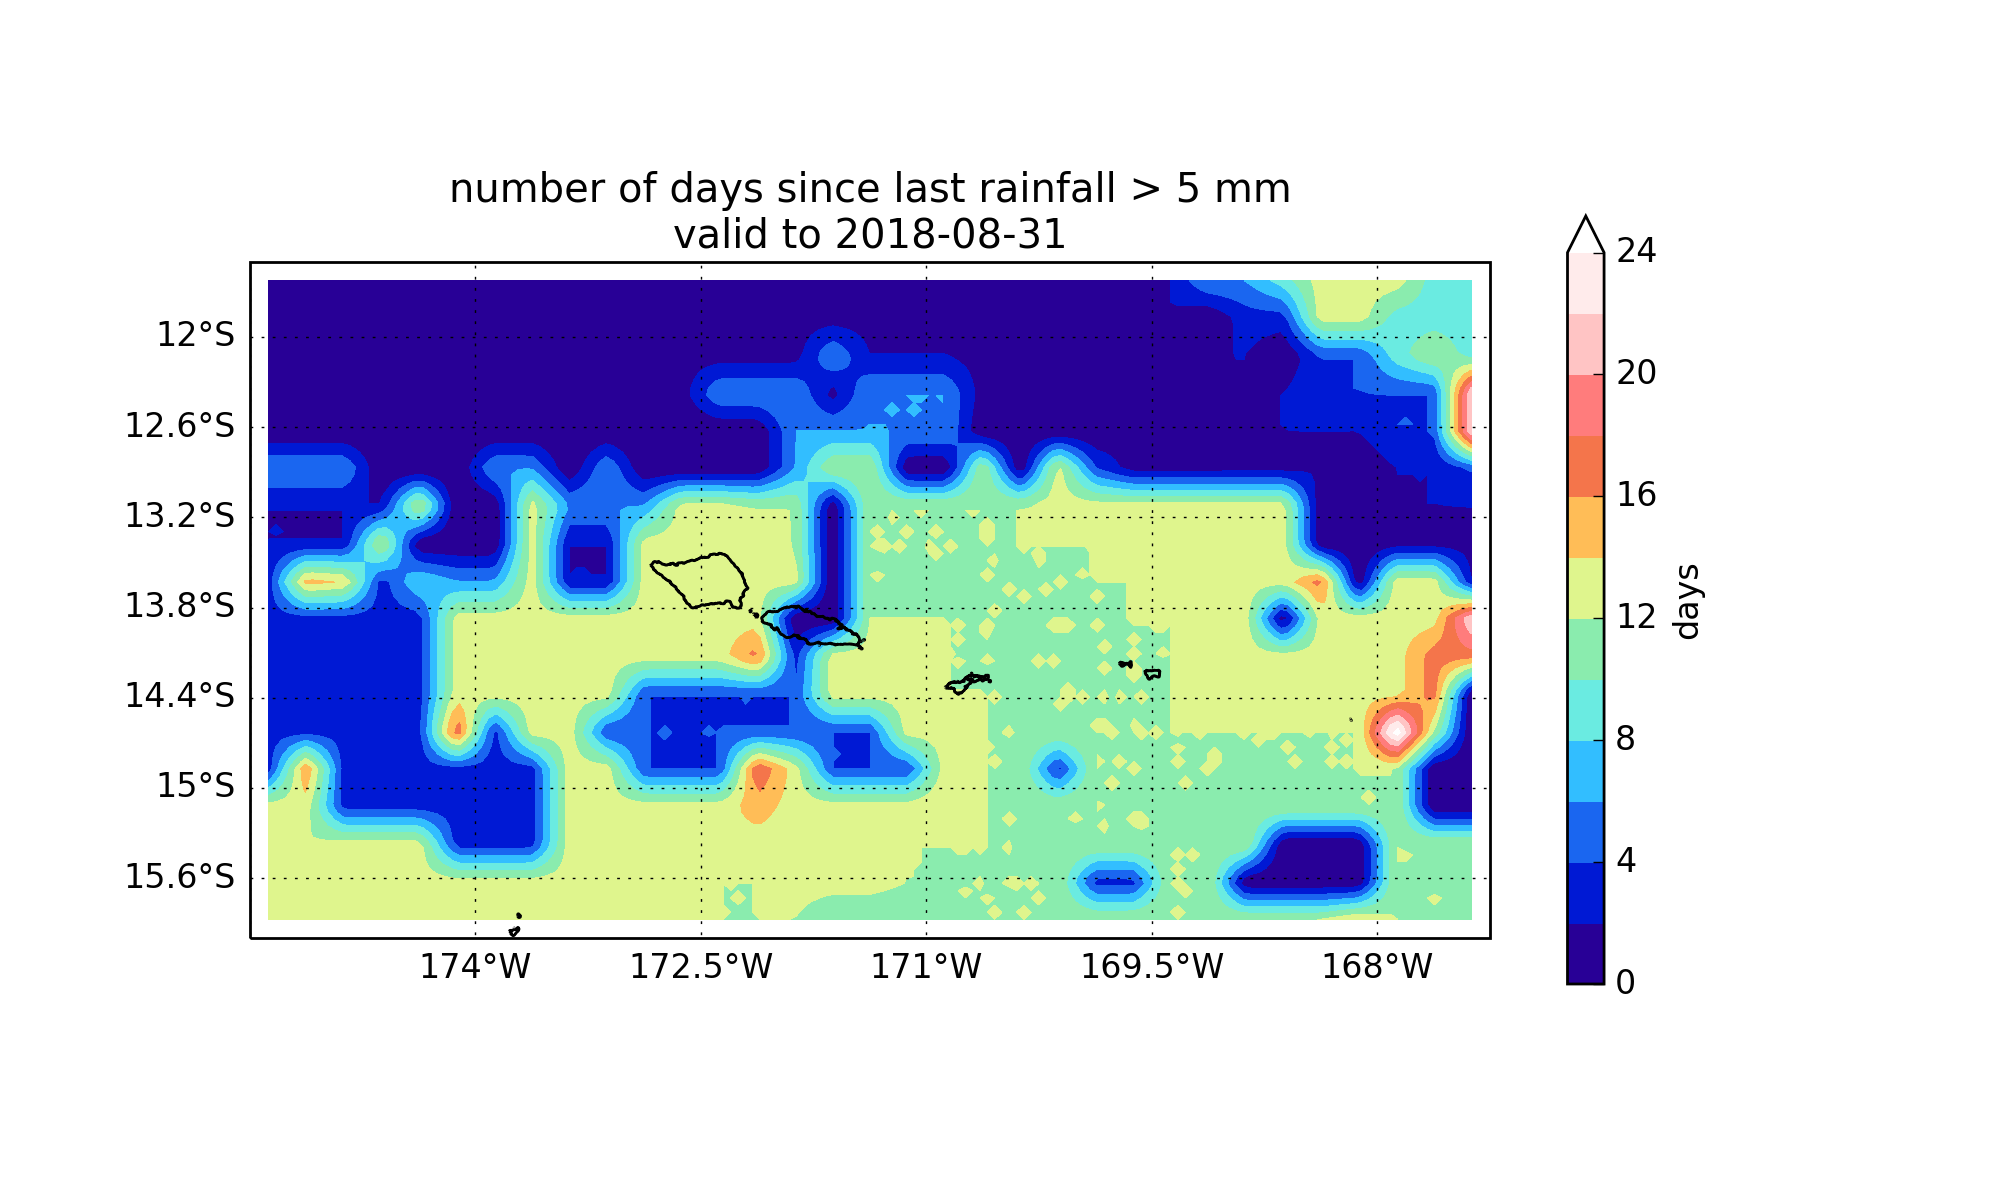 number of days since last rainfall > 5 mm
valid to 2018-08-31
12°S
12.6°S
13.2°S
13.8°S
14.4°S
15°S
15.6°S
174°W
172.5°W
171°W
169.5°W
168°W
24
20
16
12
8
4
0
days